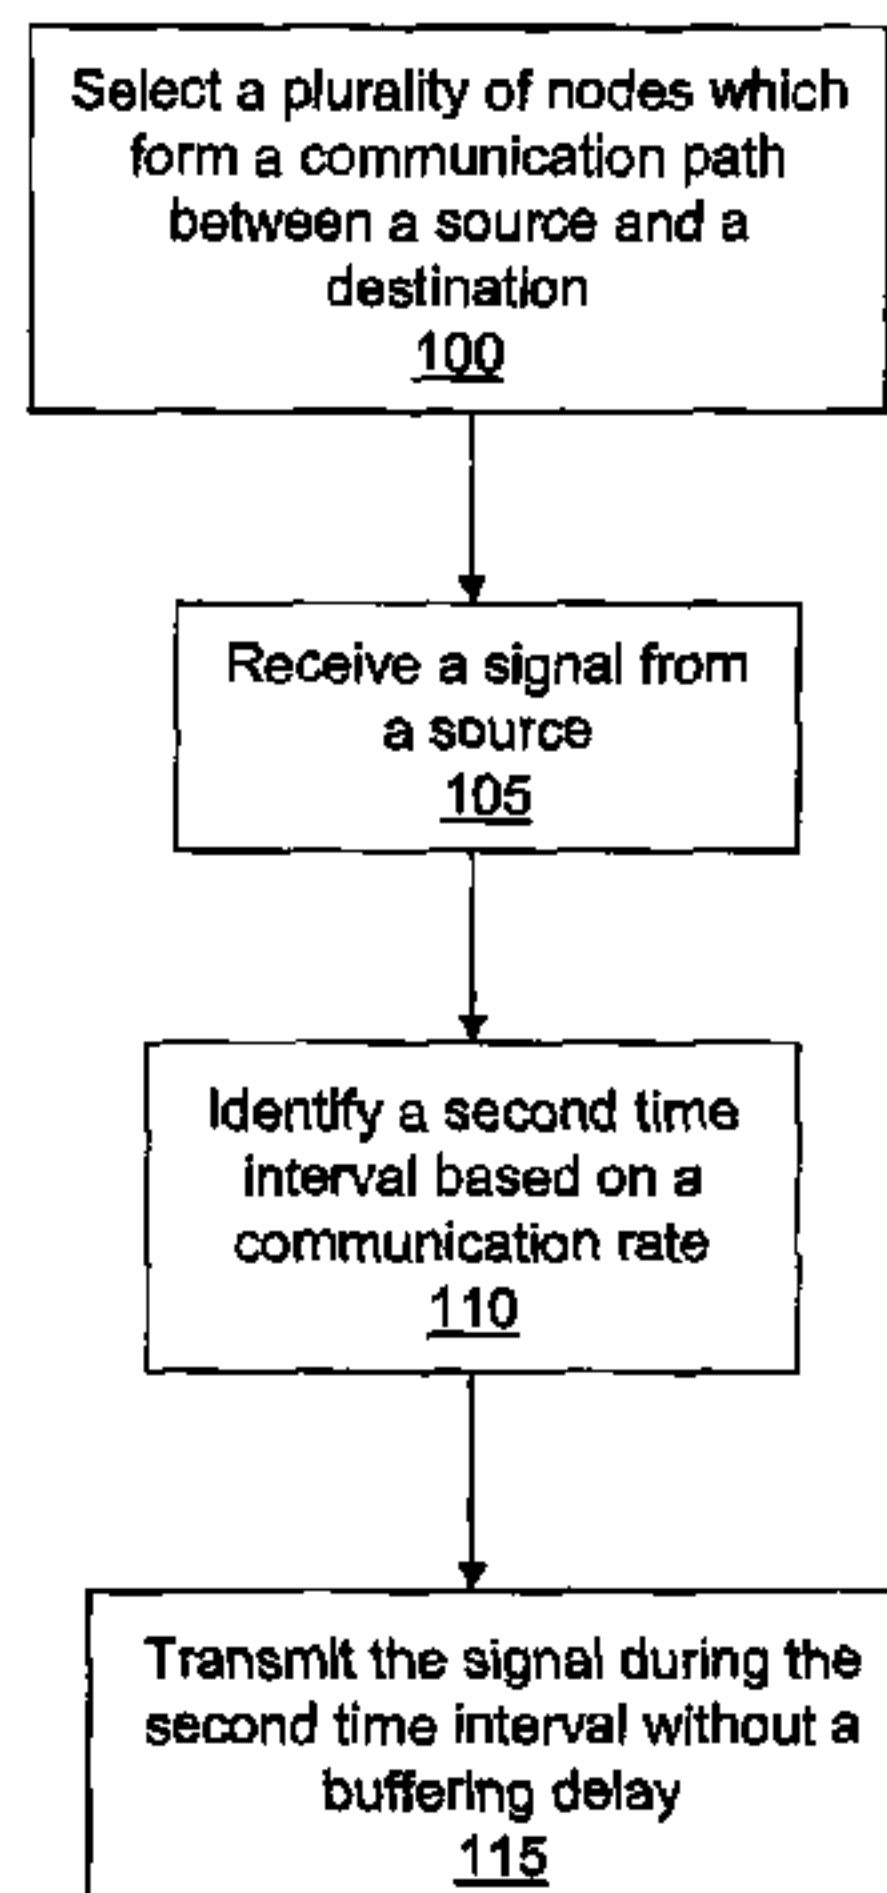 Select a plurality of nodes which
form a communication path
between a source and a
destination
100
Receive a signal from
a source
105
Identify a second time
interval based on a
communication rate
110
Transmit the signal during the
second time interval without a
buffering delay
115